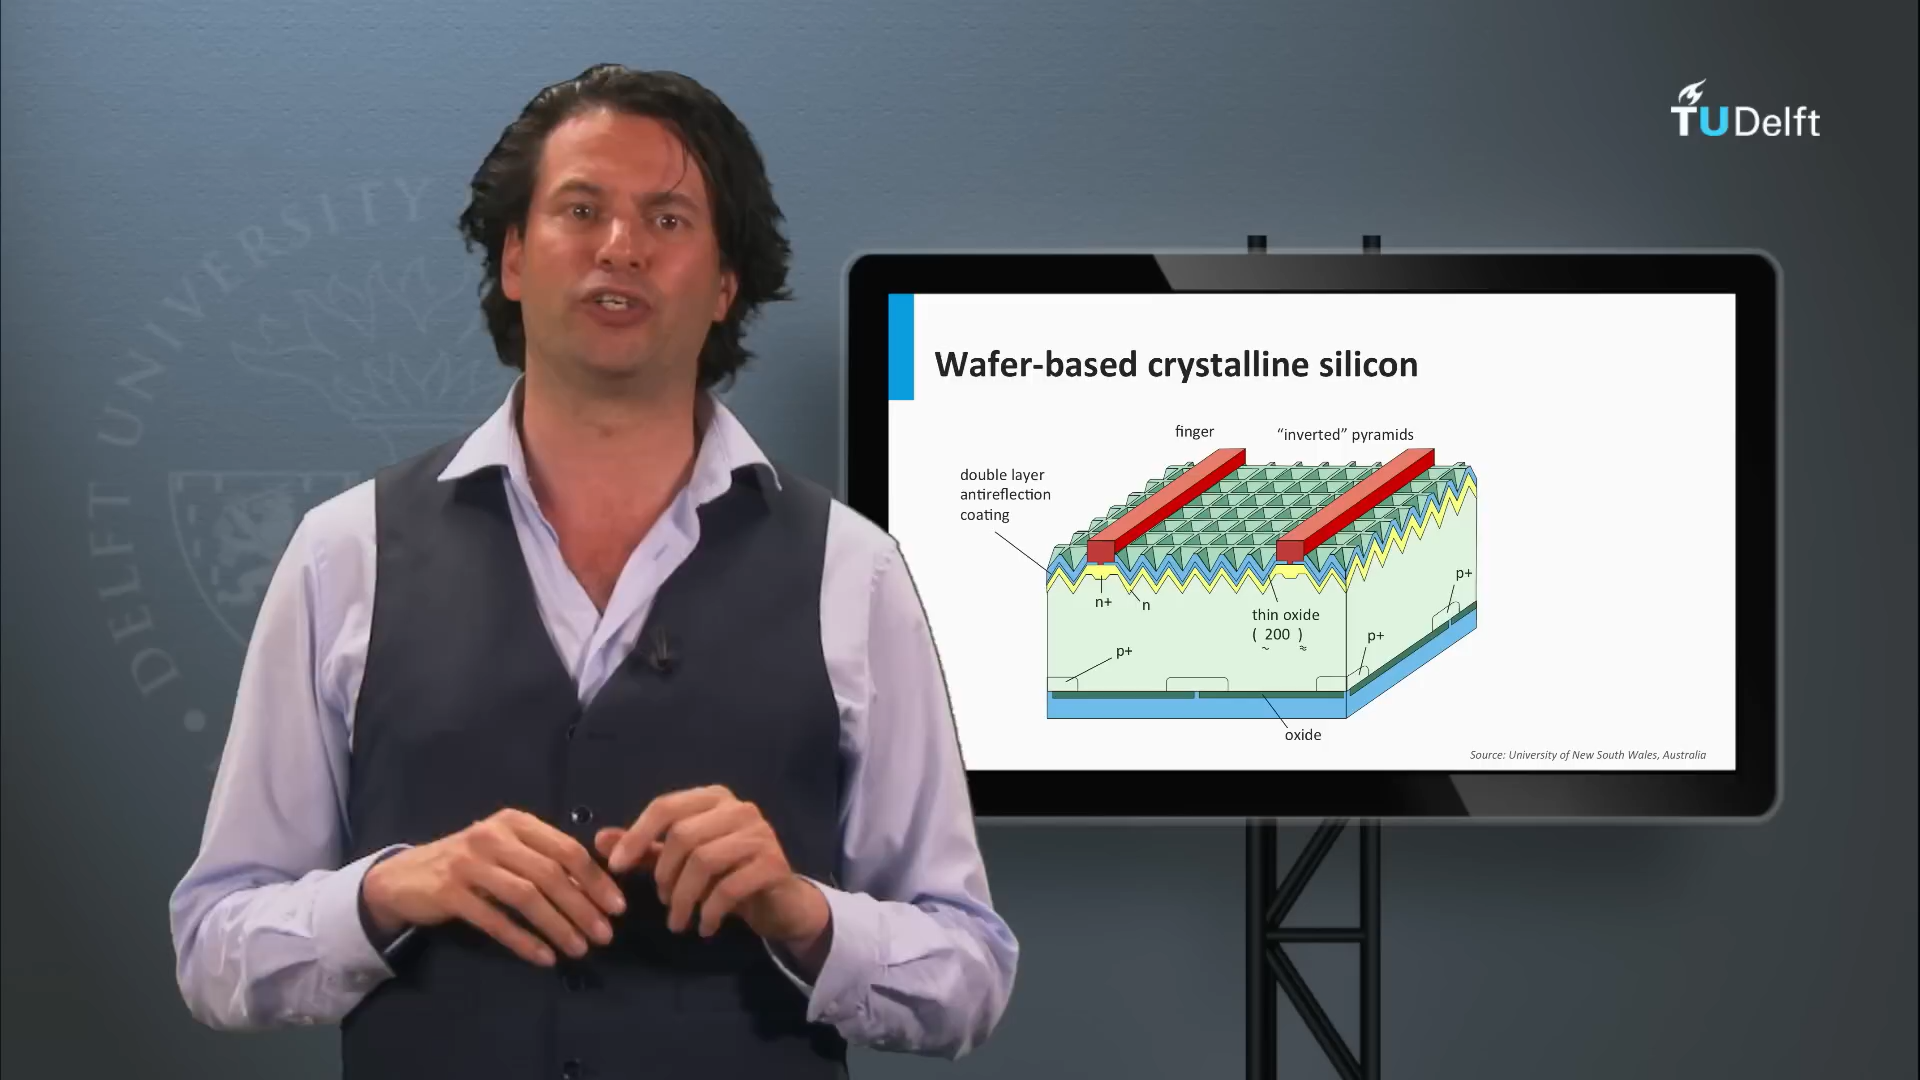 TU Delft
DELFT UNIVERSITY
Wafer-based crystalline silicon
finger
“inverted” pyramids
double layer
antireflection
coating
n+
n
thin oxide
( 200 )
~ ≈
p+
p+
p+
oxide
Source: University of New South Wales, Australia